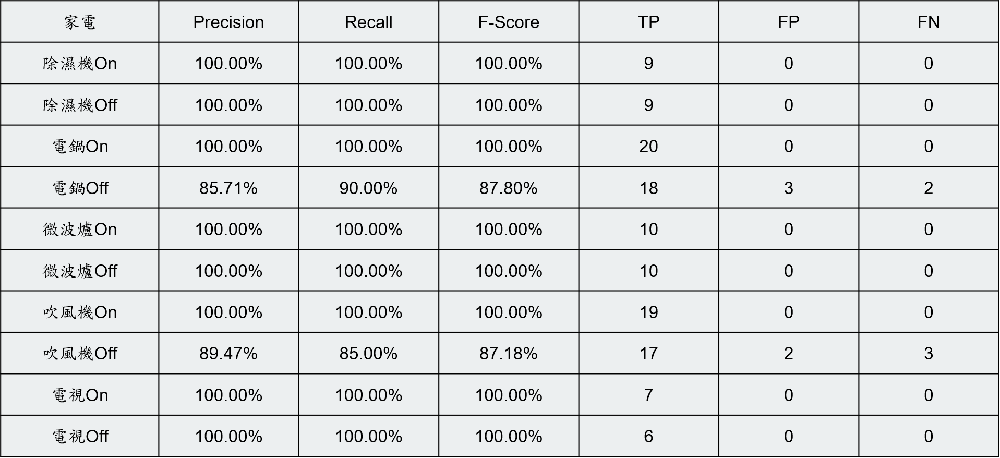 家電 Precision Recall F-Score TP FP FN
除濕機On 100.00% 100.00% 100.00% 9 0 0
除濕機Off 100.00% 100.00% 100.00% 9 0 0
電鍋On 100.00% 100.00% 100.00% 20 0 0
電鍋Off 85.71% 90.00% 87.80% 18 3 2
微波爐On 100.00% 100.00% 100.00% 10 0 0
微波爐Off 100.00% 100.00% 100.00% 10 0 0
吹風機On 100.00% 100.00% 100.00% 19 0 0
吹風機Off 89.47% 85.00% 87.18% 17 2 3
電視On 100.00% 100.00% 100.00% 7 0 0
電視Off 100.00% 100.00% 100.00% 6 0 0